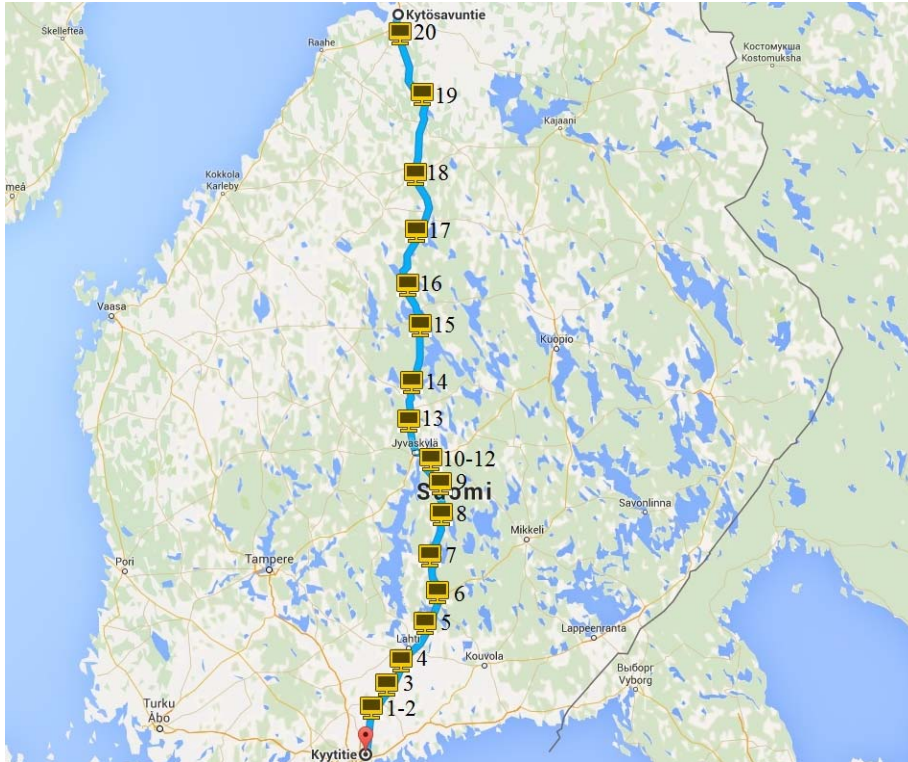 Kytösavuntie
20
Skellefteå
Raahe
Костомукша
Kostomuksha
19
Kajaani
18
Kokkola
Karleby
meå
17
16
Vaasa
15
Kuopio
14
13
Jyväskylä
10-12
9
Suomi
8
Savonlinna
Mikkeli
7
Tampere
Pori
6
5
Lappeenranta
Lahti
4
Kouvola
Выборг
Vyborg
3
Turku
Åbo
1-2
Kyytitie